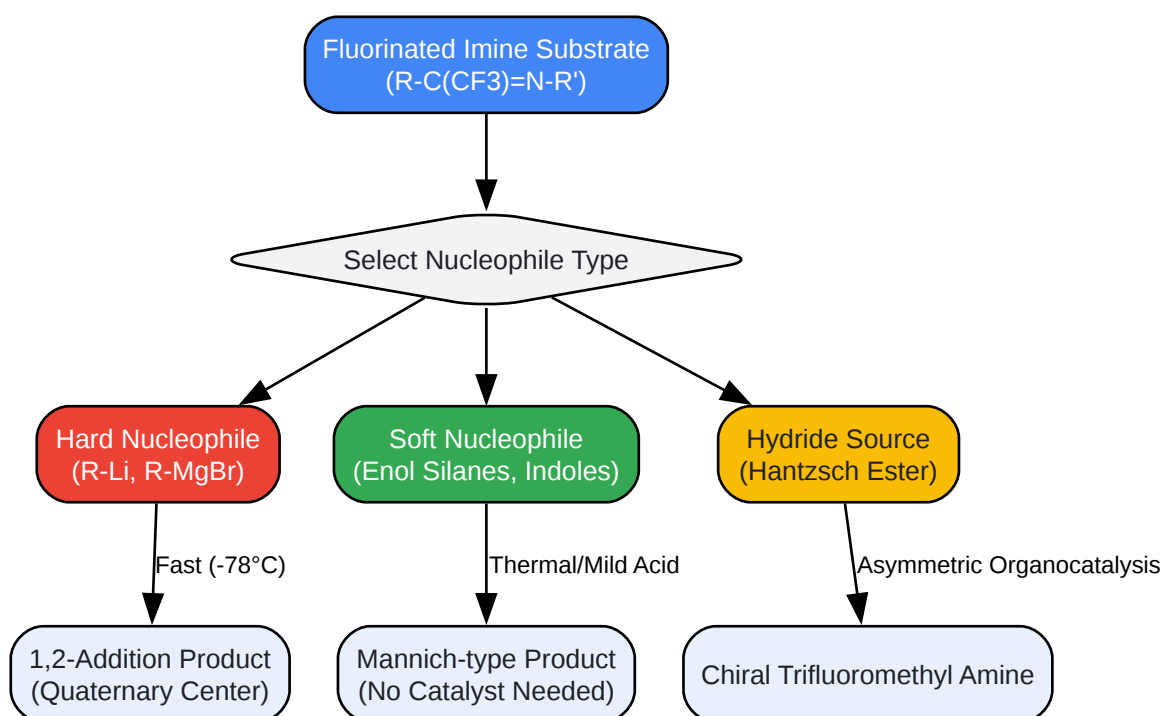 Fluorinated Imine Substrate
(R-C(CF3)=N-R')
Select Nucleophile Type
Hard Nucleophile
(R-Li, R-MgBr)
Soft Nucleophile
(Enol Silanes, Indoles)
Hydride Source
(Hantzsch Ester)
Fast (-78°C)
Thermal/Mild Acid
Asymmetric Organocatalysis
1,2-Addition Product
(Quaternary Center)
Mannich-type Product
(No Catalyst Needed)
Chiral Trifluoromethyl Amine